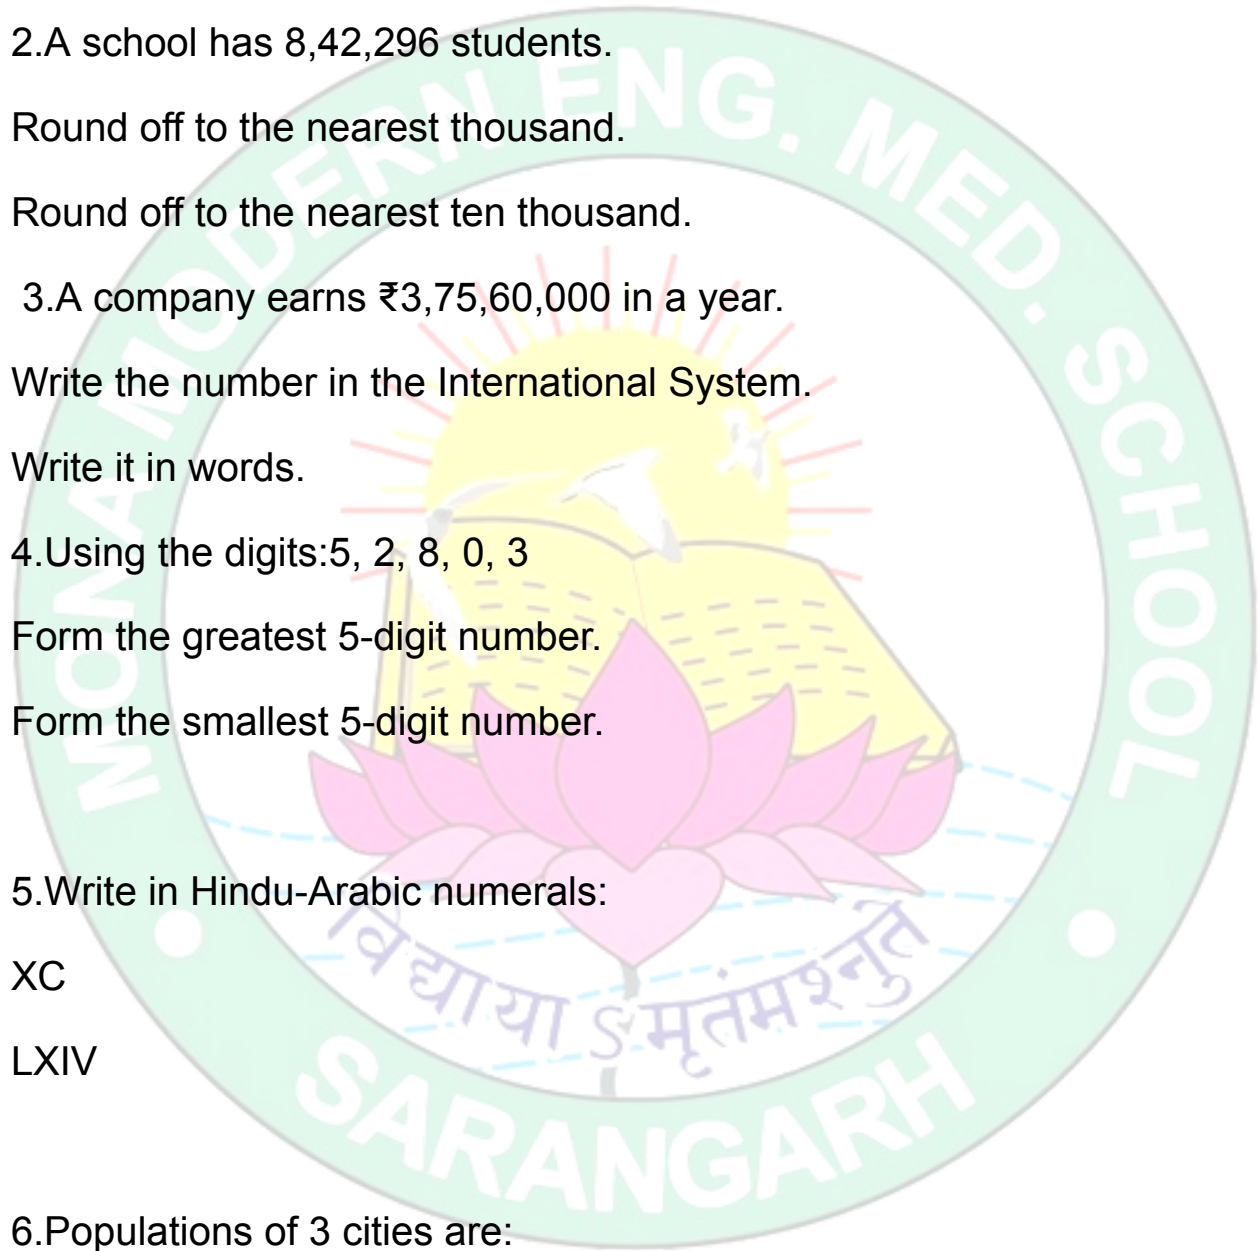 2.A school has 8,42,296 students.
Round off to the nearest thousand.
Round off to the nearest ten thousand.
3.A company earns ₹3,75,60,000 in a year.
Write the number in the International System.
Write it in words.
4.Using the digits:5, 2, 8, 0, 3
Form the greatest 5-digit number.
Form the smallest 5-digit number.
5.Write in Hindu-Arabic numerals:
XC
LXIV
6.Populations of 3 cities are:
MONA MODERN ENG. MED. SCHOOL
विद्याया ऽ मृतंमश्नुते
SARANGARH